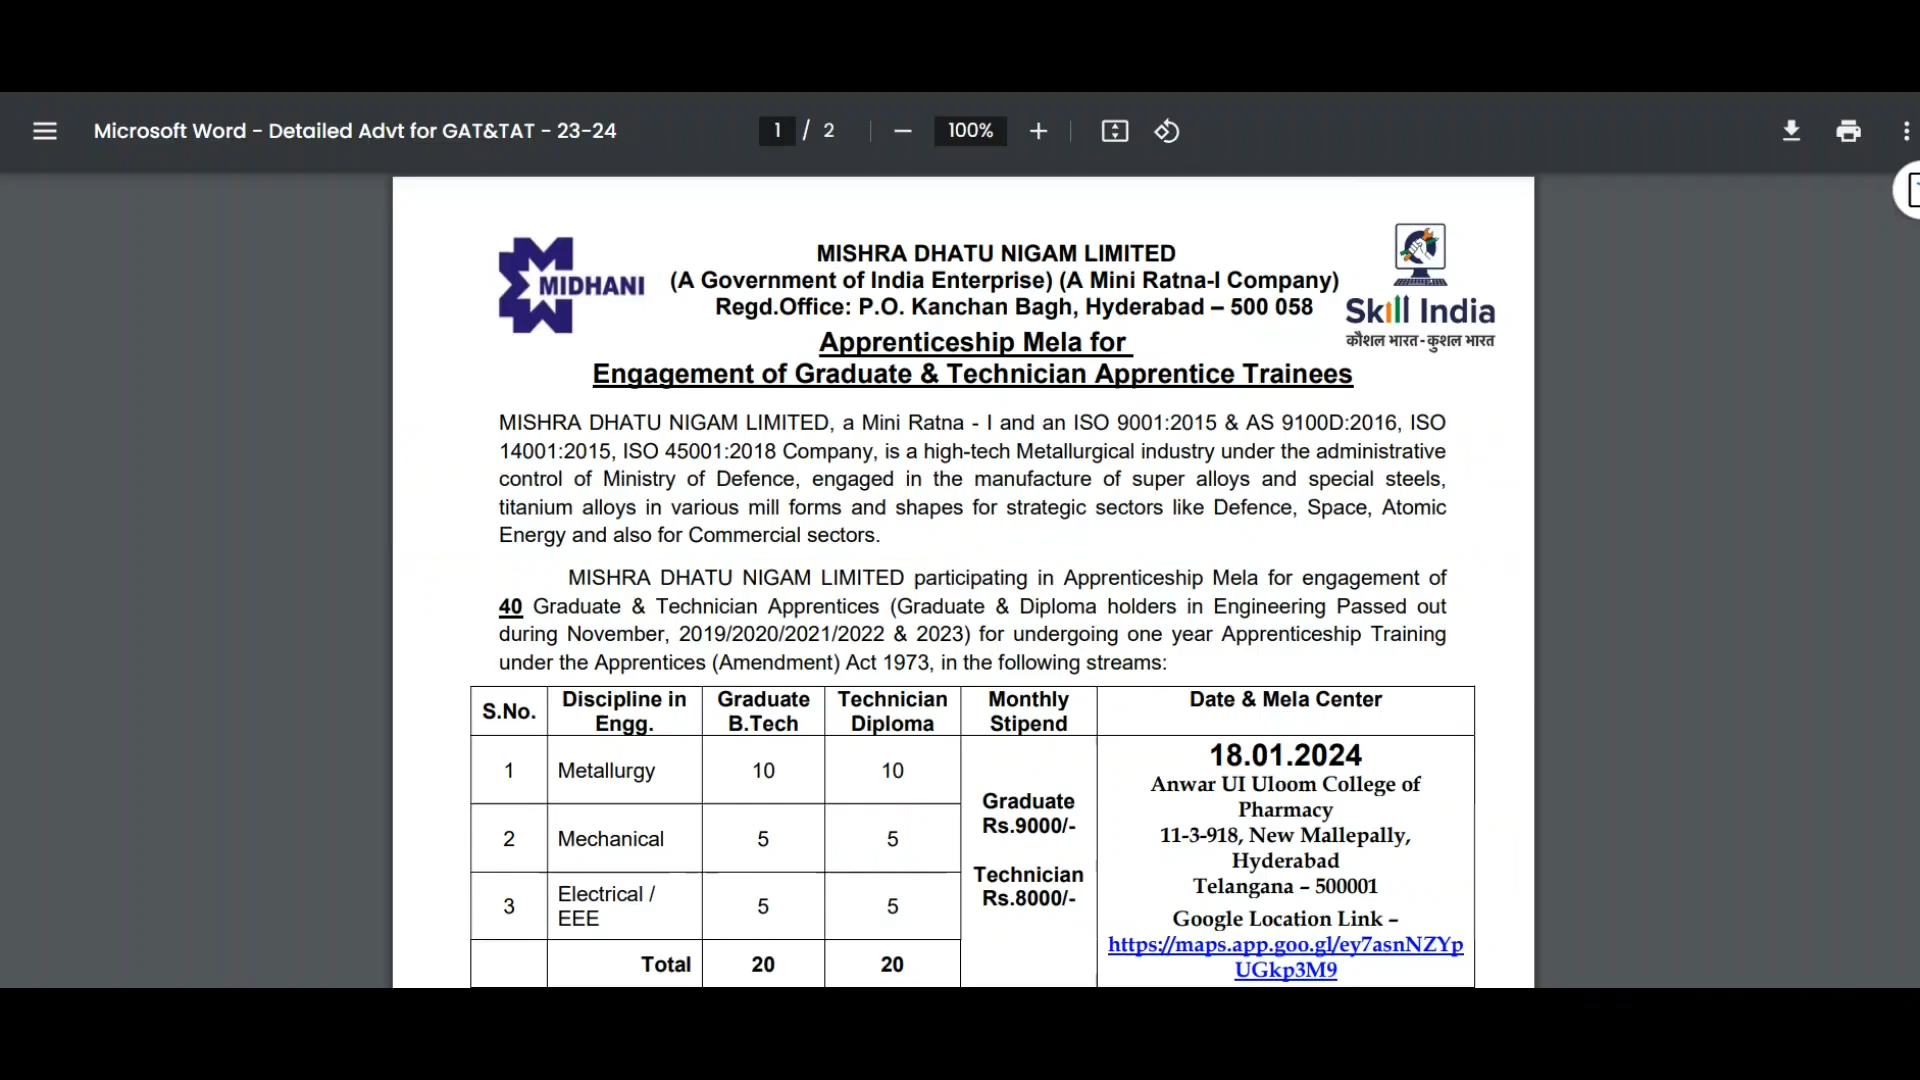 Microsoft Word - Detailed Advt for GAT&TAT - 23-24
1 / 2
100%
MIDHANI
MISHRA DHATU NIGAM LIMITED
(A Government of India Enterprise) (A Mini Ratna-I Company)
Regd.Office: P.O. Kanchan Bagh, Hyderabad – 500 058
Skill India
कौशल भारत-कुशल भारत
Apprenticeship Mela for
Engagement of Graduate & Technician Apprentice Trainees
MISHRA DHATU NIGAM LIMITED, a Mini Ratna - I and an ISO 9001:2015 & AS 9100D:2016, ISO
14001:2015, ISO 45001:2018 Company, is a high-tech Metallurgical industry under the administrative
control of Ministry of Defence, engaged in the manufacture of super alloys and special steels,
titanium alloys in various mill forms and shapes for strategic sectors like Defence, Space, Atomic
Energy and also for Commercial sectors.
MISHRA DHATU NIGAM LIMITED participating in Apprenticeship Mela for engagement of
40 Graduate & Technician Apprentices (Graduate & Diploma holders in Engineering Passed out
during November, 2019/2020/2021/2022 & 2023) for undergoing one year Apprenticeship Training
under the Apprentices (Amendment) Act 1973, in the following streams:
S.No.
Discipline in
Engg.
Graduate
B.Tech
Technician
Diploma
Monthly
Stipend
Date & Mela Center
1
Metallurgy
10
10
2
Mechanical
5
5
3
Electrical /
EEE
5
5
Total
20
20
Graduate
Rs.9000/-
Technician
Rs.8000/-
18.01.2024
Anwar UI Uloom College of
Pharmacy
11-3-918, New Mallepally,
Hyderabad
Telangana – 500001
Google Location Link –
https://maps.app.goo.gl/ey7asnNZYp
UGkp3M9